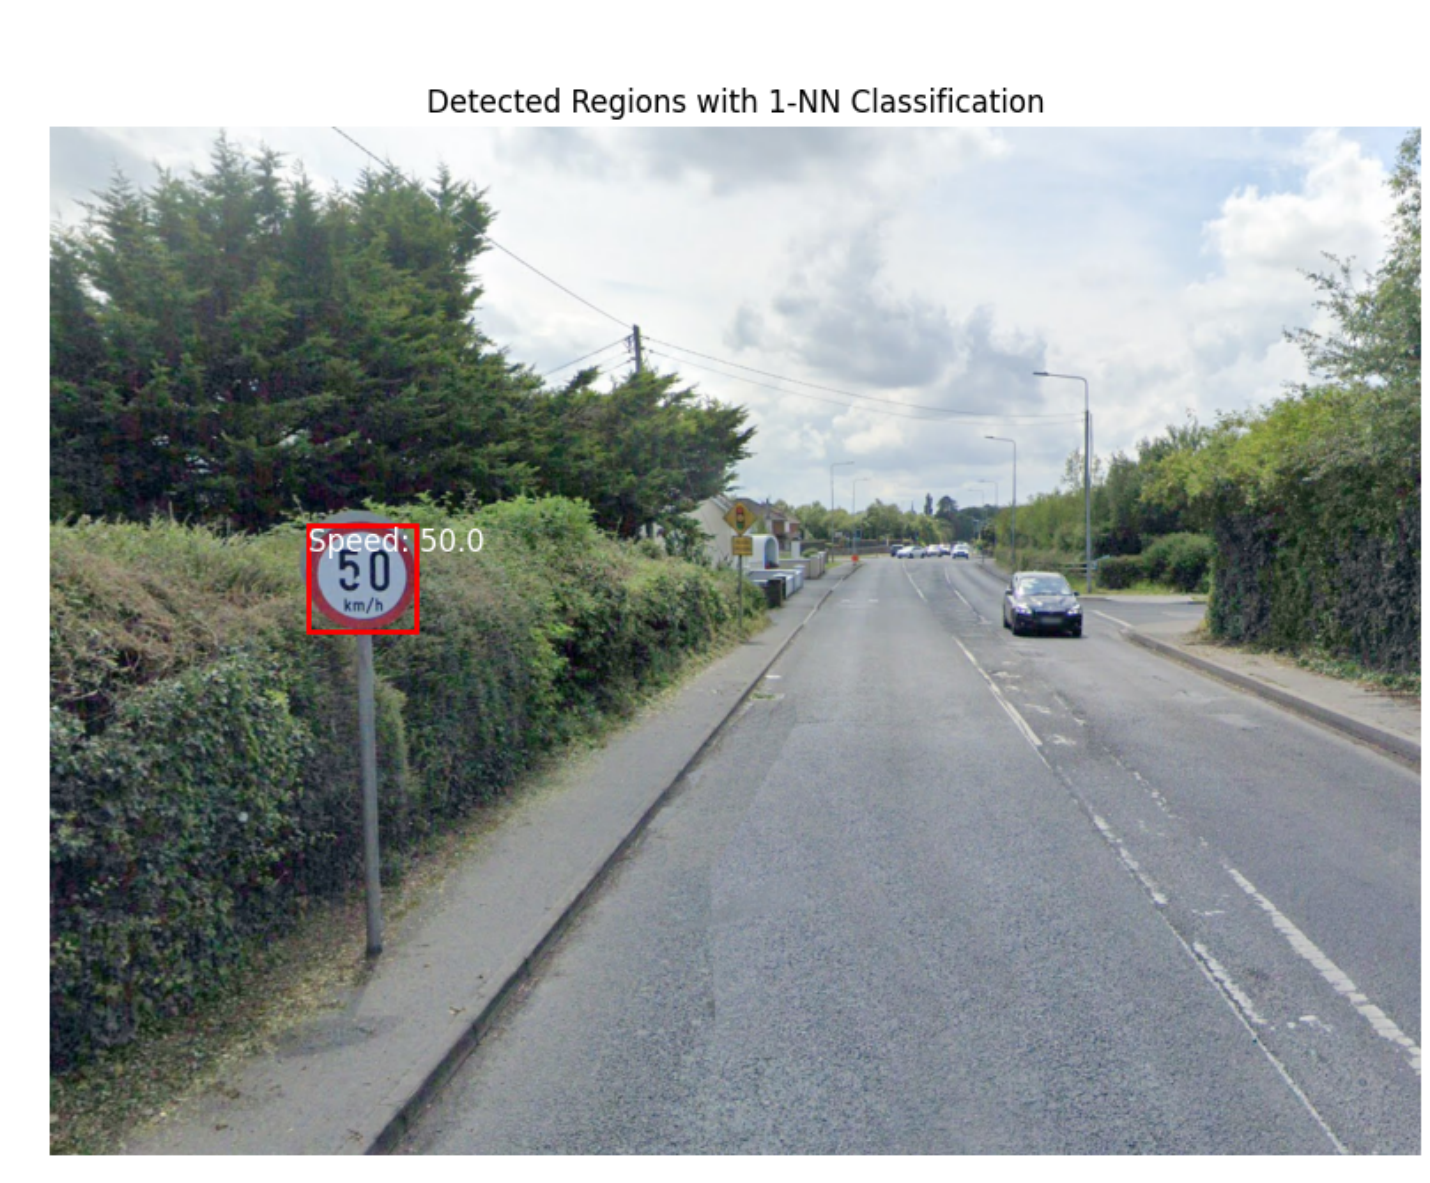 Detected Regions with 1-NN Classification
Speed: 50.0
50
km/h